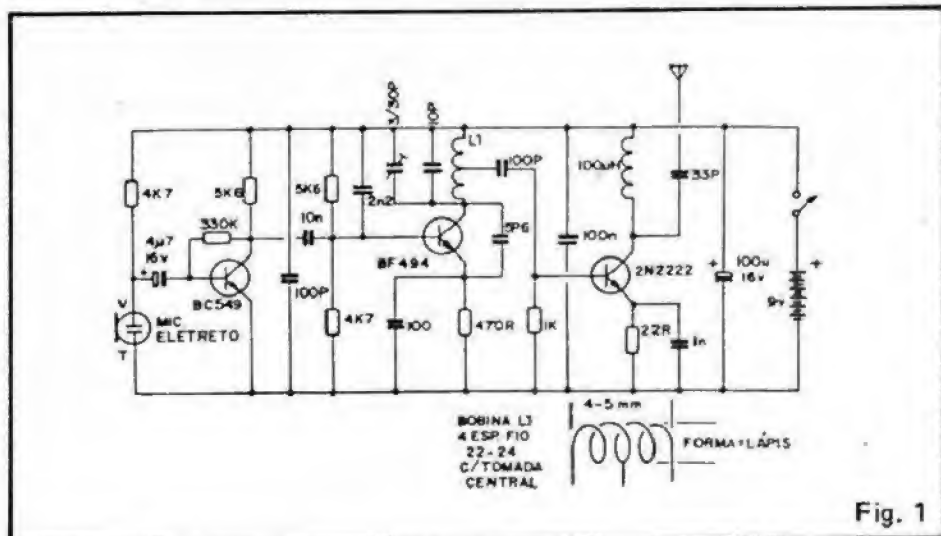 3/30P
10P
L1
100P
100µH
33P
4K7
5K6
5K6
2n2
330K
10n
4µ7
16v
+
BC549
BF494
5P6
100n
2N2222
+
100u
16v
+
9v
V
MIC
ELETRETO
T
100P
4K7
100
470R
1K
22R
1n
BOBINA L1
4 ESP. FIO
22-24
C/TOMADA
CENTRAL
4-5mm
FORMA=LÁPIS
Fig. 1